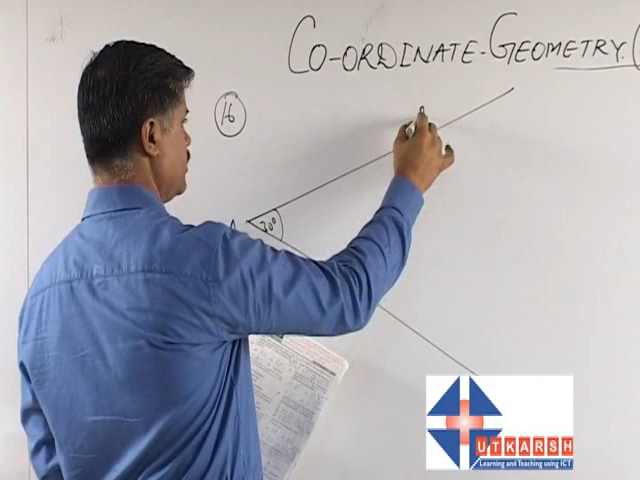 CO-ORDINATE-GEOMETRY.(
16
A
30°
UTKARSH
Learning and Teaching using ICT